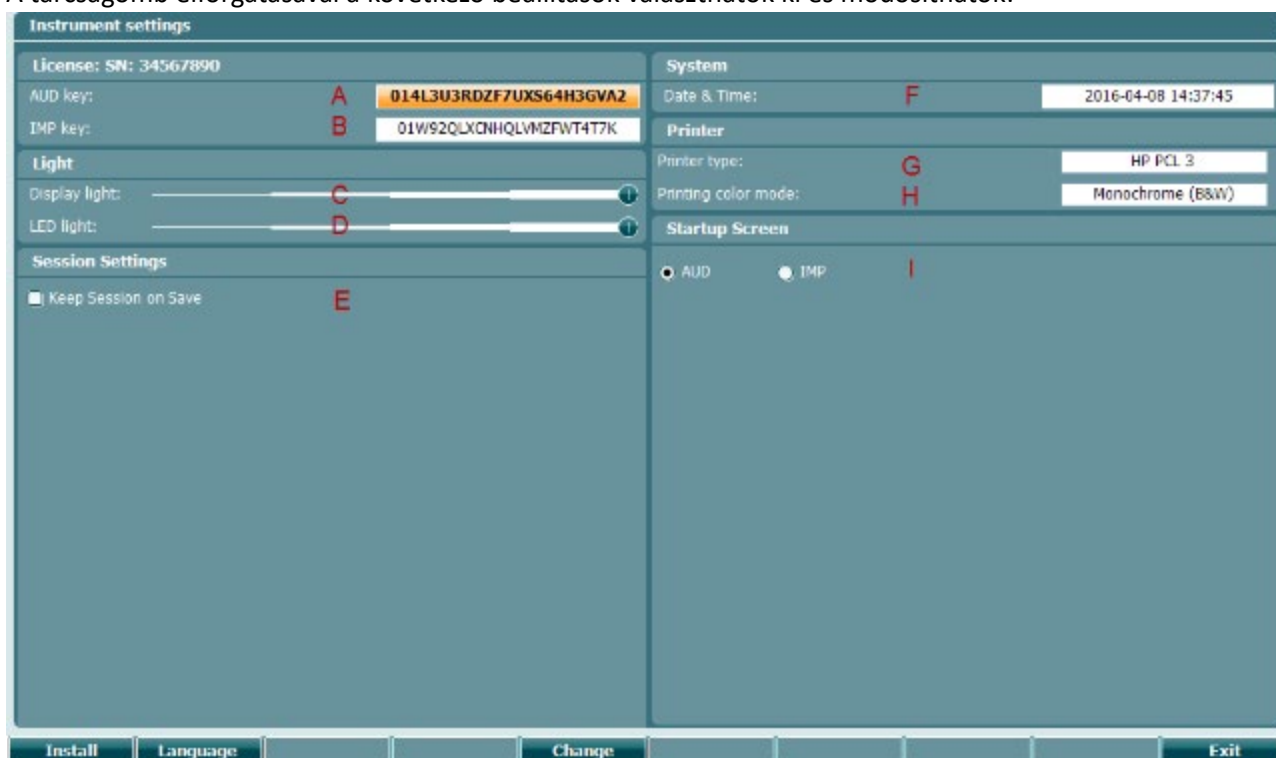 A tárcsagomb elforgatásával a következő beállítások választhatók ki és módosíthatók:
Instrument settings
License: SN: 34567890
AUD key: A 014L3U3RDZF7UXS64H3GVA2
IMP key: B 01W92QLXCNHQLVMZFWT4T7K
Light
Display light: C
LED light: D
Session Settings
Keep Session on Save E
System
Date & Time: F 2016-04-08 14:37:45
Printer
Printer type: G HP PCL 3
Printing color mode: H Monochrome (B&W)
Startup Screen
AUD IMP I
Install Language Change Exit